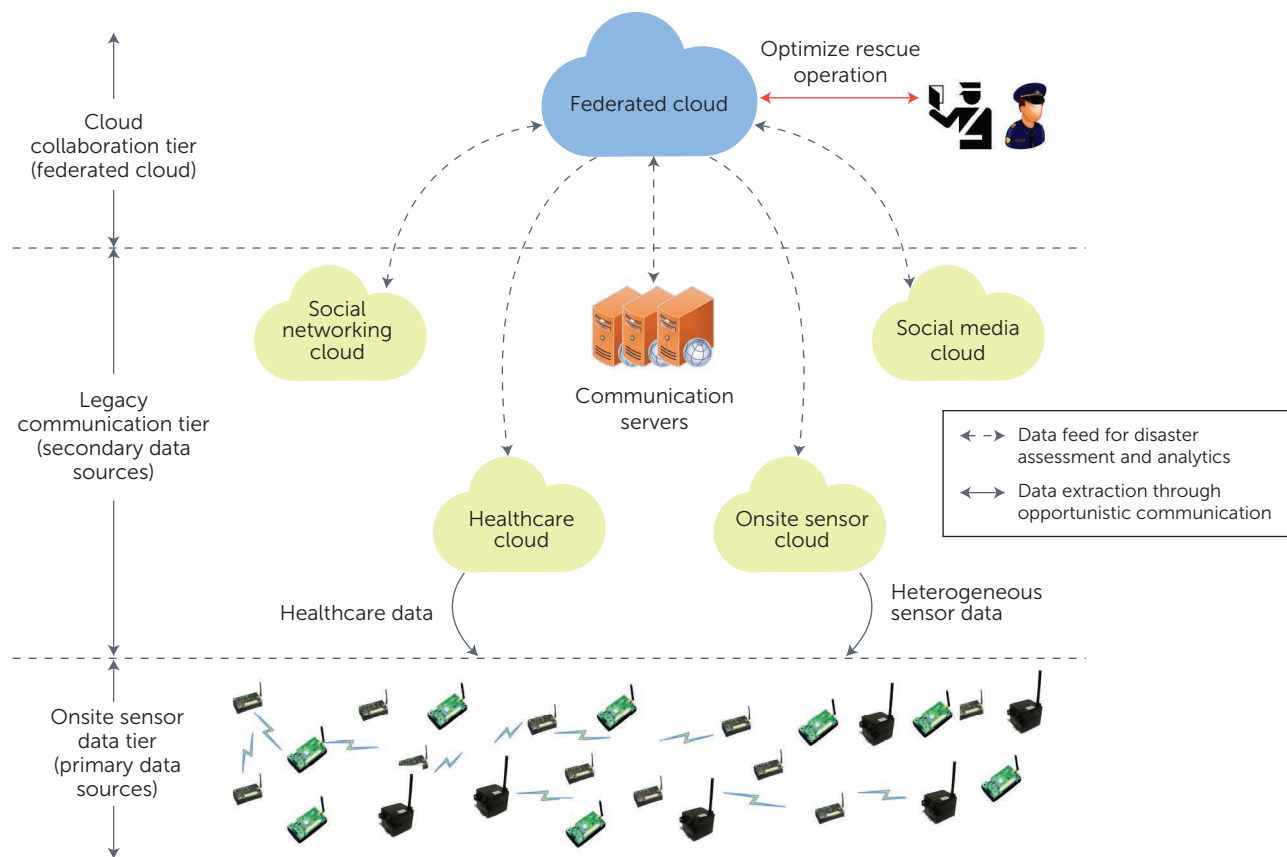 Optimize rescue
operation
Federated cloud
Cloud
collaboration tier
(federated cloud)
Social
networking
cloud
Social media
cloud
Communication
servers
Legacy
communication tier
(secondary data
sources)
Data feed for disaster
assessment and analytics
Data extraction through
opportunistic communication
Healthcare
cloud
Onsite sensor
cloud
Healthcare data
Heterogeneous
sensor data
Onsite sensor
data tier
(primary data
sources)